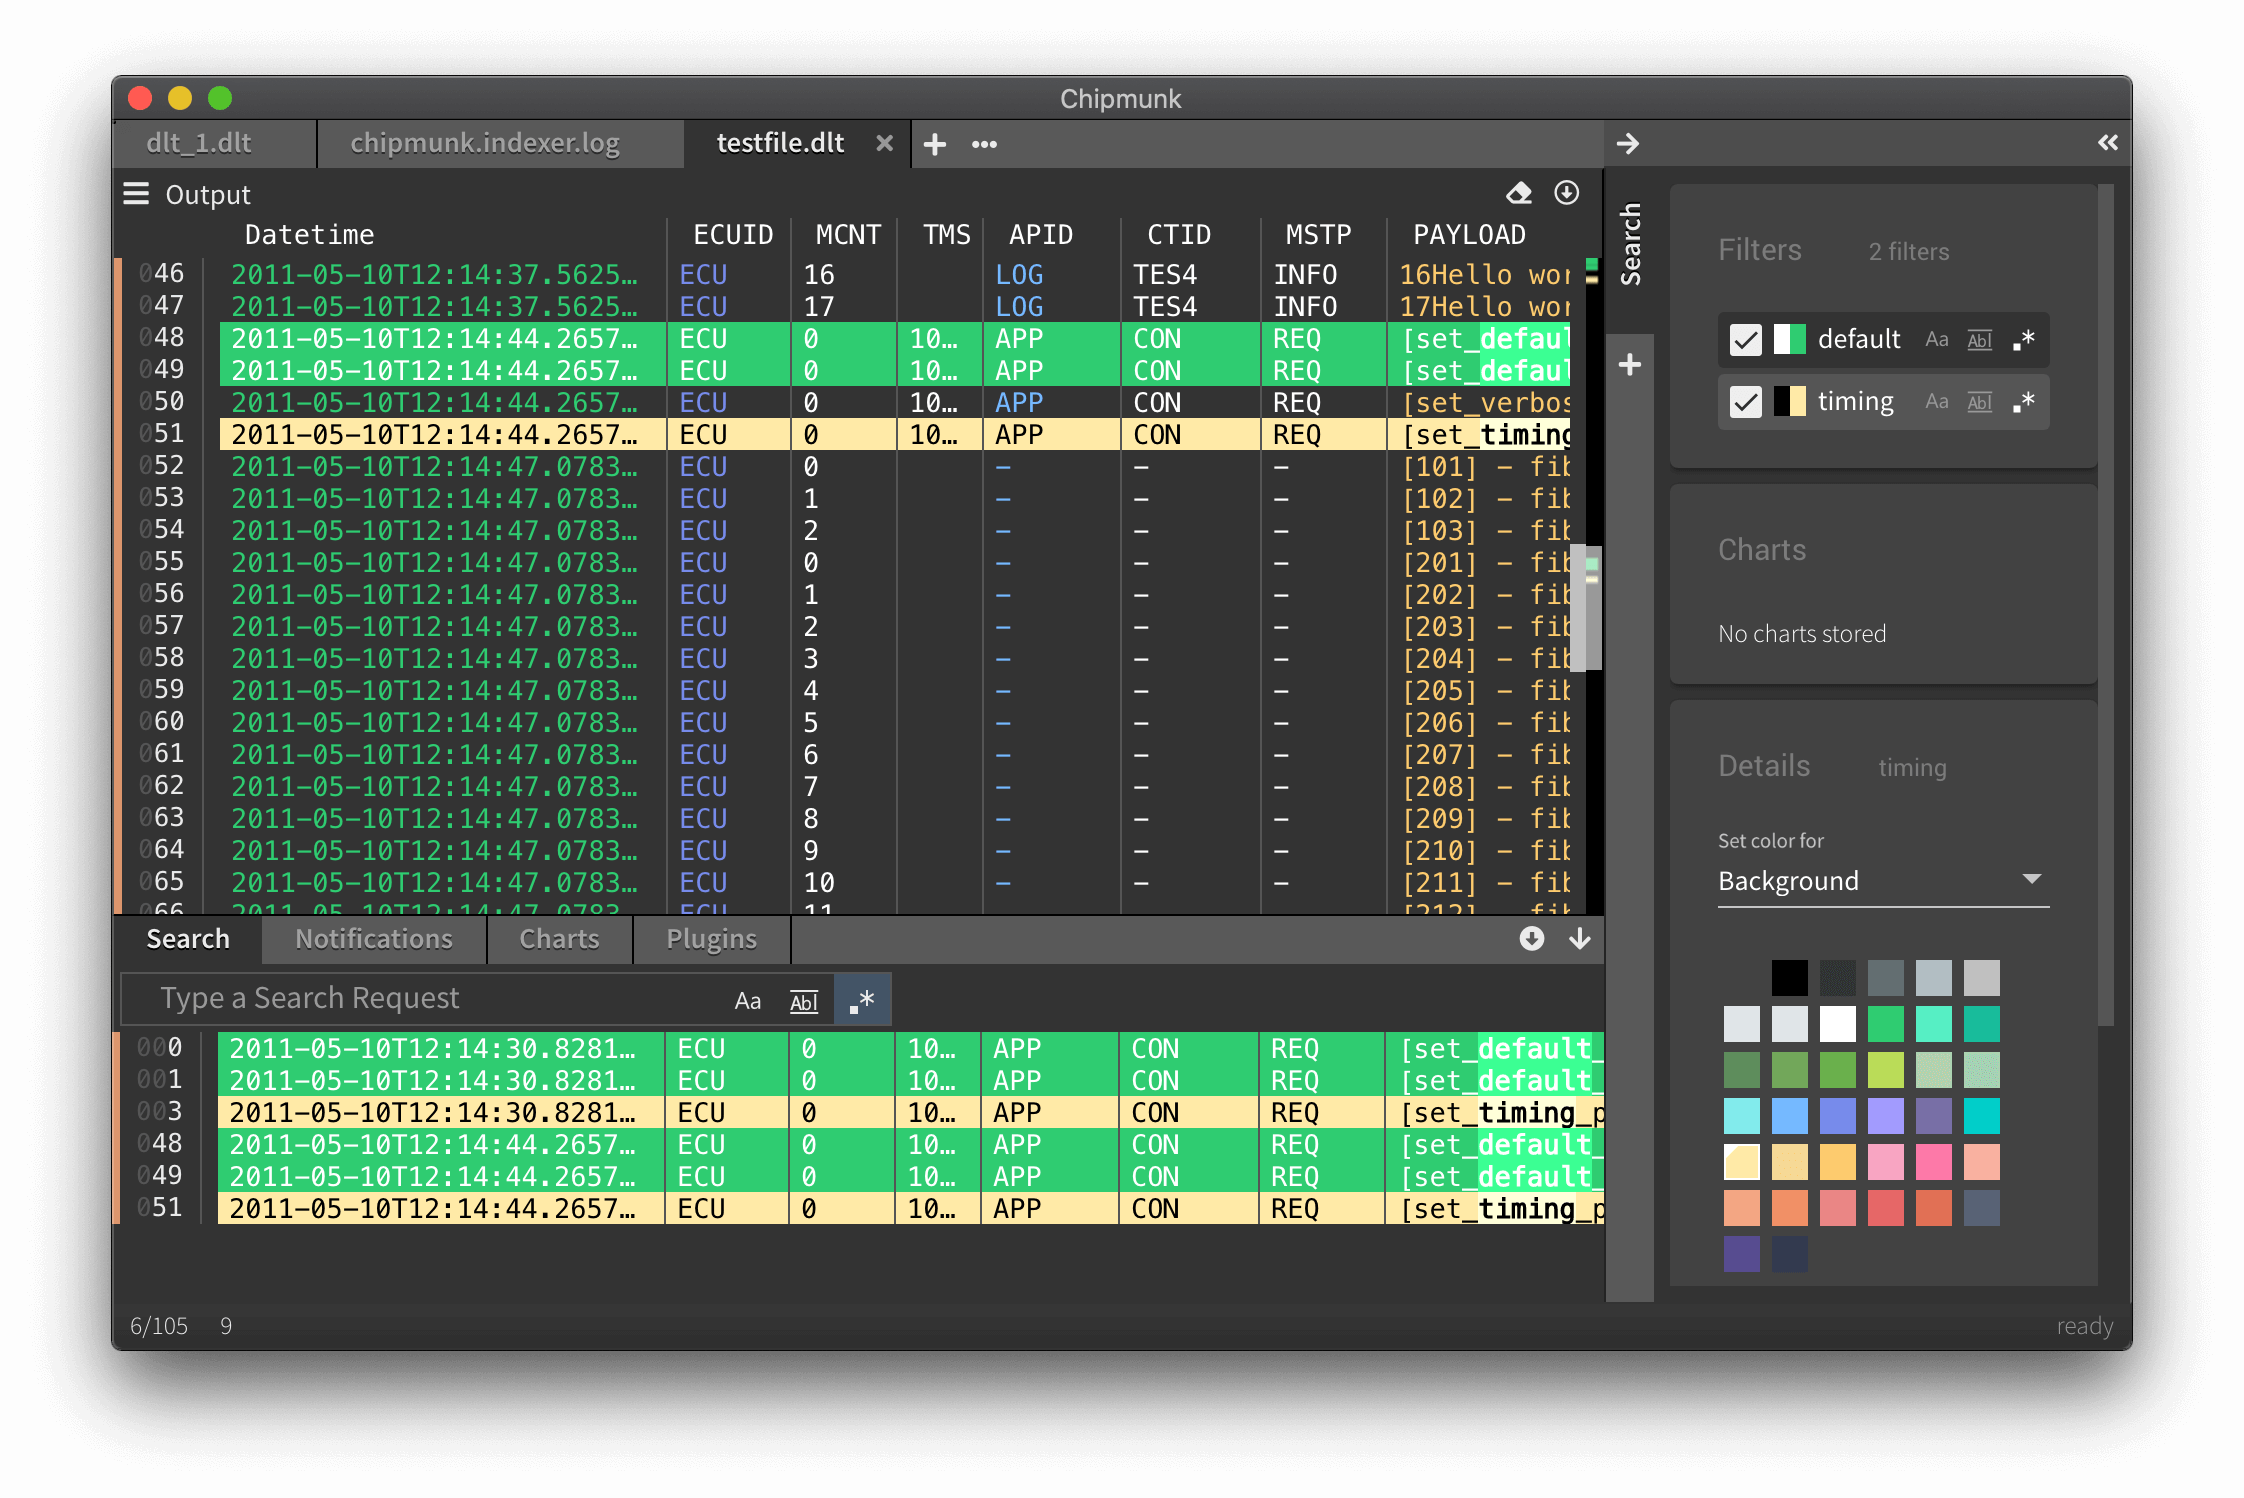 Chipmunk
dlt_1.dlt chipmunk.indexer.log testfile.dlt
Output
Datetime ECUID MCNT TMS APID CTID MSTP PAYLOAD
046 2011-05-10T12:14:37.5625… ECU 16 LOG TES4 INFO 16Hello wor
047 2011-05-10T12:14:37.5625… ECU 17 LOG TES4 INFO 17Hello wor
048 2011-05-10T12:14:44.2657… ECU 0 10… APP CON REQ [set_defaul
049 2011-05-10T12:14:44.2657… ECU 0 10… APP CON REQ [set_defaul
050 2011-05-10T12:14:44.2657… ECU 0 10… APP CON REQ [set_verbos
051 2011-05-10T12:14:44.2657… ECU 0 10… APP CON REQ [set_timing
052 2011-05-10T12:14:47.0783… ECU 0 - - - [101] - fib
053 2011-05-10T12:14:47.0783… ECU 1 - - - [102] - fib
054 2011-05-10T12:14:47.0783… ECU 2 - - - [103] - fib
055 2011-05-10T12:14:47.0783… ECU 0 - - - [201] - fib
056 2011-05-10T12:14:47.0783… ECU 1 - - - [202] - fib
057 2011-05-10T12:14:47.0783… ECU 2 - - - [203] - fib
058 2011-05-10T12:14:47.0783… ECU 3 - - - [204] - fib
059 2011-05-10T12:14:47.0783… ECU 4 - - - [205] - fib
060 2011-05-10T12:14:47.0783… ECU 5 - - - [206] - fib
061 2011-05-10T12:14:47.0783… ECU 6 - - - [207] - fib
062 2011-05-10T12:14:47.0783… ECU 7 - - - [208] - fib
063 2011-05-10T12:14:47.0783… ECU 8 - - - [209] - fib
064 2011-05-10T12:14:47.0783… ECU 9 - - - [210] - fib
065 2011-05-10T12:14:47.0783… ECU 10 - - - [211] - fib
066 2011-05-10T12:14:47.0783 ECU 11 [212] - fib
Search Notifications Charts Plugins
Type a Search Request Aa Abl .*
000 2011-05-10T12:14:30.8281… ECU 0 10… APP CON REQ [set_default_
001 2011-05-10T12:14:30.8281… ECU 0 10… APP CON REQ [set_default_
003 2011-05-10T12:14:30.8281… ECU 0 10… APP CON REQ [set_timing_p
048 2011-05-10T12:14:44.2657… ECU 0 10… APP CON REQ [set_default_
049 2011-05-10T12:14:44.2657… ECU 0 10… APP CON REQ [set_default_
051 2011-05-10T12:14:44.2657… ECU 0 10… APP CON REQ [set_timing_p
6/105 9
Search
Filters 2 filters
default Aa Abl .*
timing Aa Abl .*
Charts
No charts stored
Details timing
Set color for
Background
ready